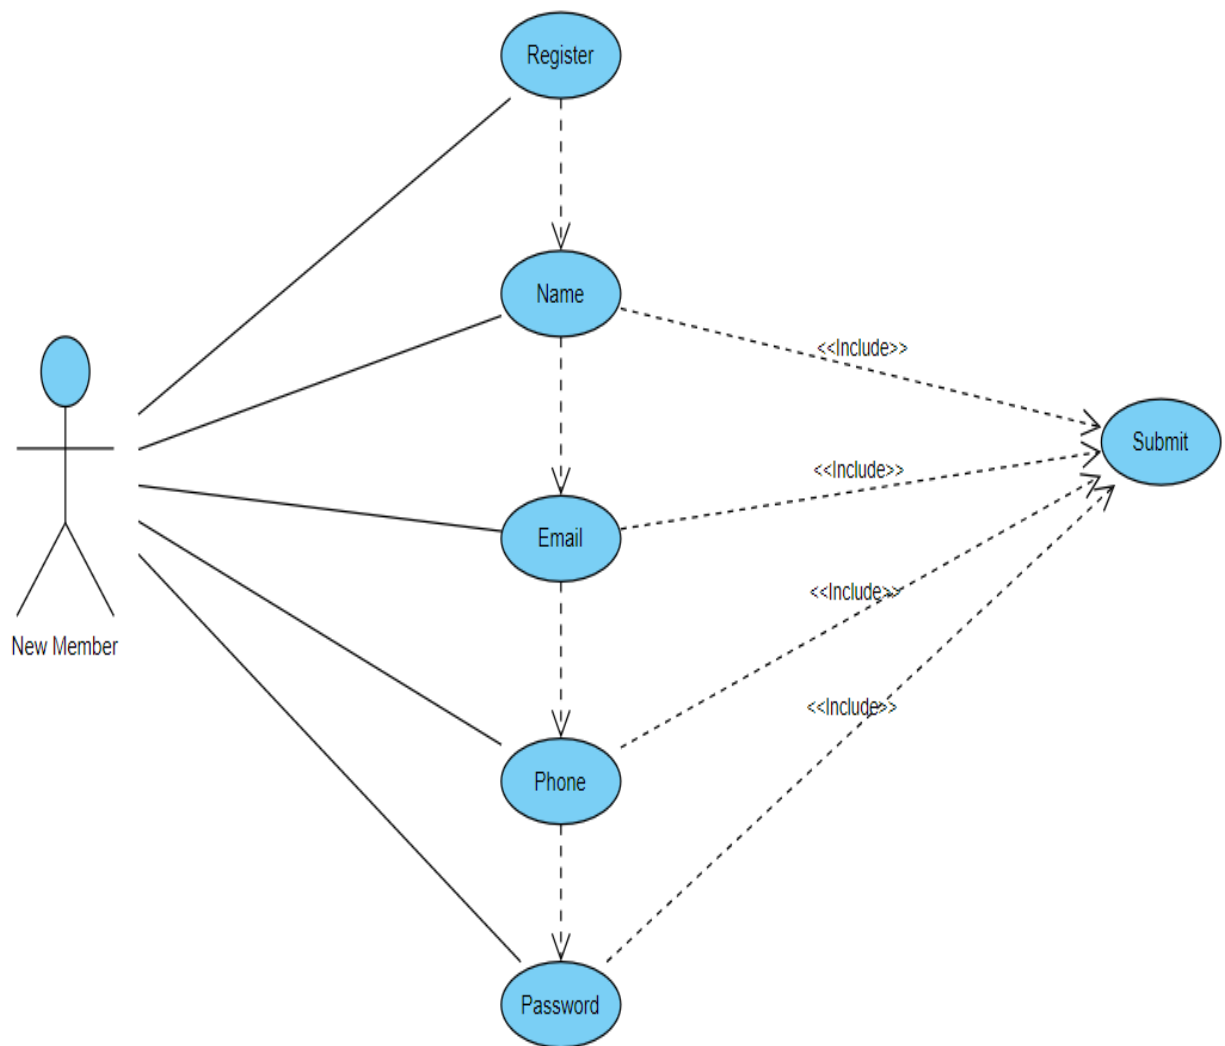 Register
Name
<<Include>>
Submit
<<Include>>
Email
<<Include>>
New Member
<<Include>>
Phone
Password